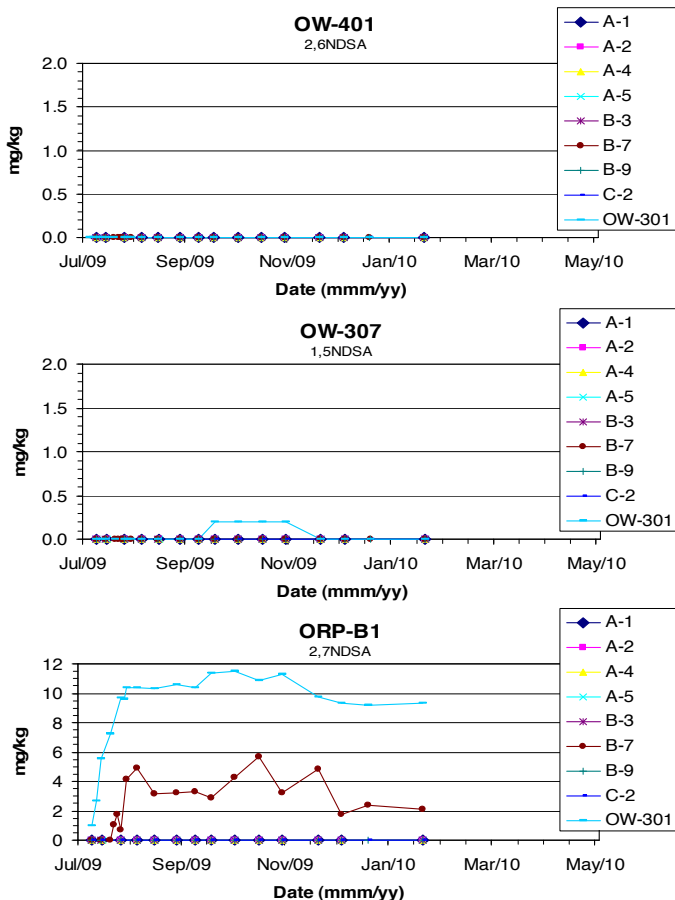 OW-401
2,6NDSA
2.0
1.5
1.0
0.5
0.0
mg/kg
Jul/09 Sep/09 Nov/09 Jan/10 Mar/10 May/10
Date (mmm/yy)
A-1
A-2
A-4
A-5
B-3
B-7
B-9
C-2
OW-301
OW-307
1,5NDSA
2.0
1.5
1.0
0.5
0.0
mg/kg
Jul/09 Sep/09 Nov/09 Jan/10 Mar/10 May/10
Date (mmm/yy)
A-1
A-2
A-4
A-5
B-3
B-7
B-9
C-2
OW-301
ORP-B1
2,7NDSA
12
10
8
6
4
2
0
mg/kg
Jul/09 Sep/09 Nov/09 Jan/10 Mar/10 May/10
Date (mmm/yy)
A-1
A-2
A-4
A-5
B-3
B-7
B-9
C-2
OW-301